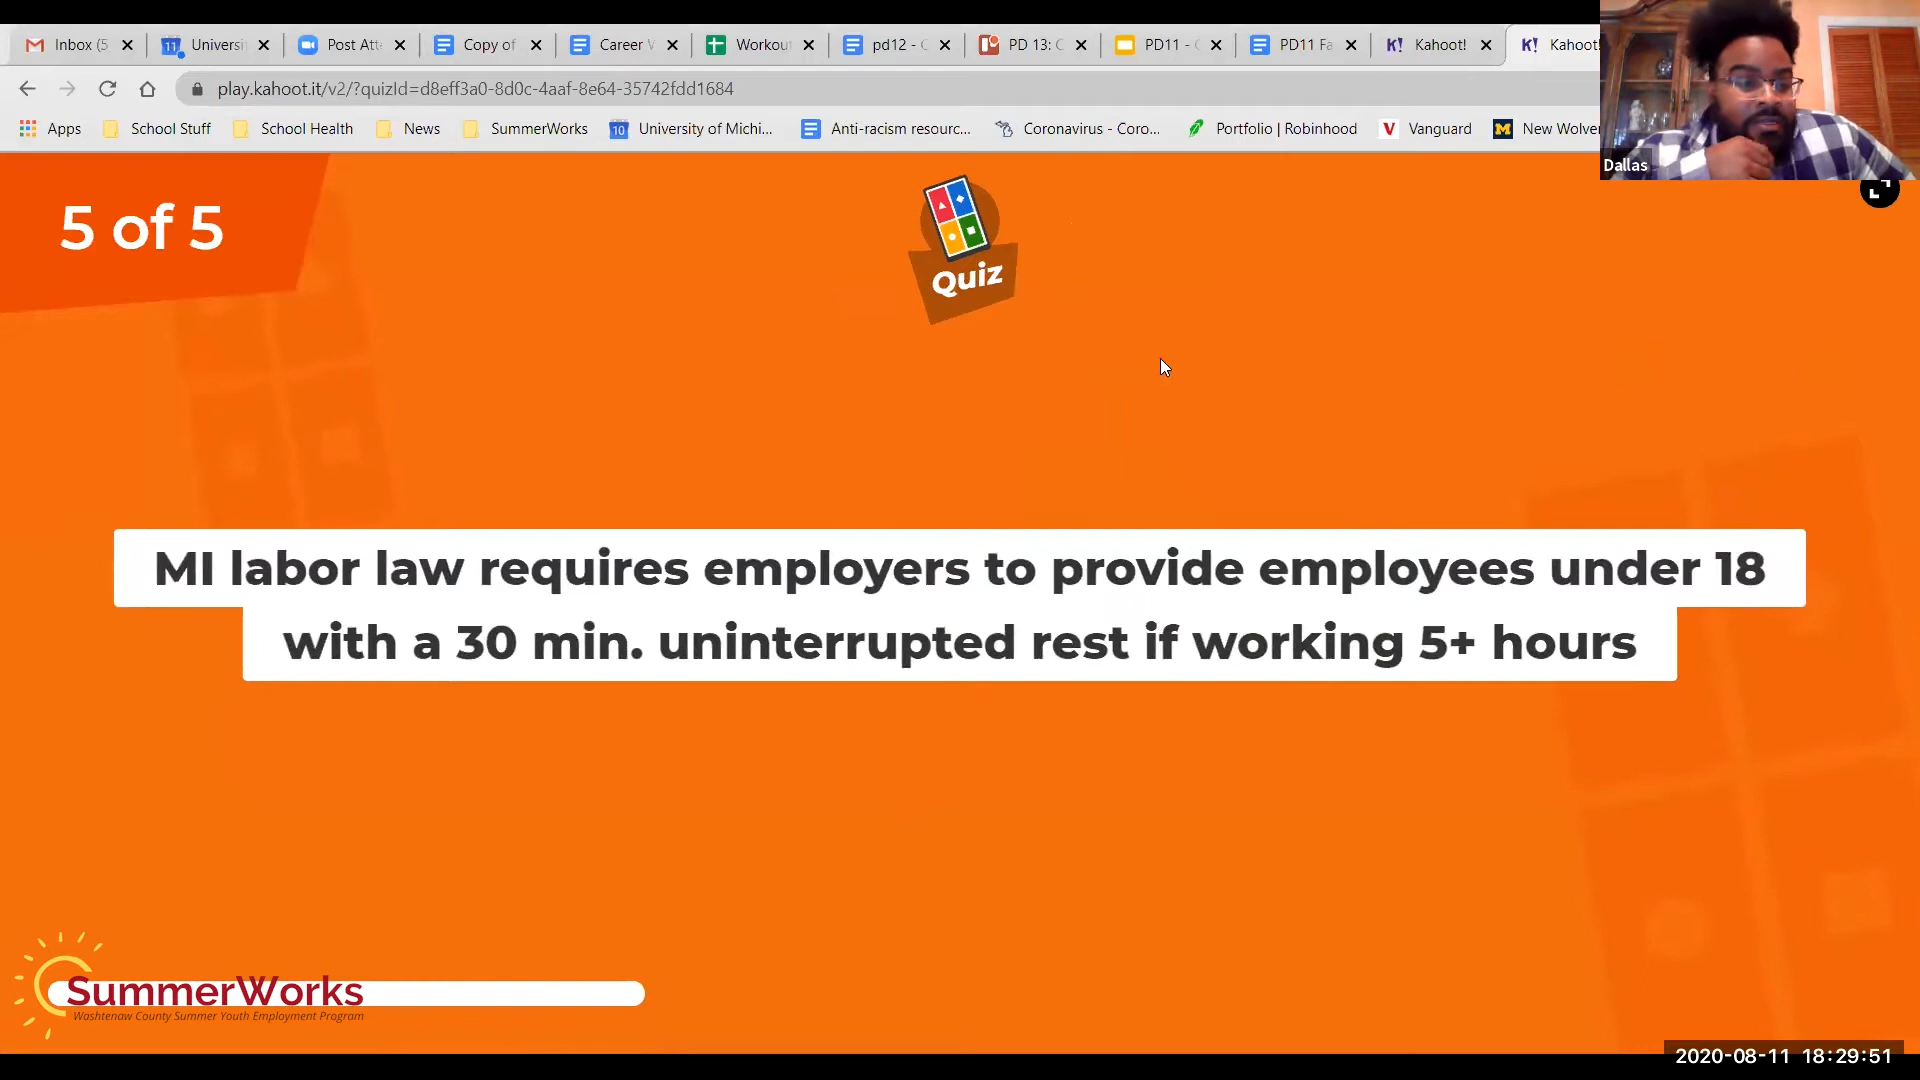 Inbox (5
11
Universi
Post Att
Copy of
Career V
Workou
pd12 - C
PD 13: C
PD11 -
PD11 Fa
K! Kahoot!
K! Kahoot!
play.kahoot.it/v2/?quizId=d8eff3a0-8d0c-4aaf-8e64-35742fdd1684
Apps
School Stuff
School Health
News
SummerWorks
10
University of Michi...
Anti-racism resourc...
Coronavirus - Coro...
Portfolio | Robinhood
V Vanguard
M New Wolver
Dallas
5 of 5
Quiz
MI labor law requires employers to provide employees under 18
with a 30 min. uninterrupted rest if working 5+ hours
SummerWorks
Washtenaw County Summer Youth Employment Program
2020-08-11 18:29:51